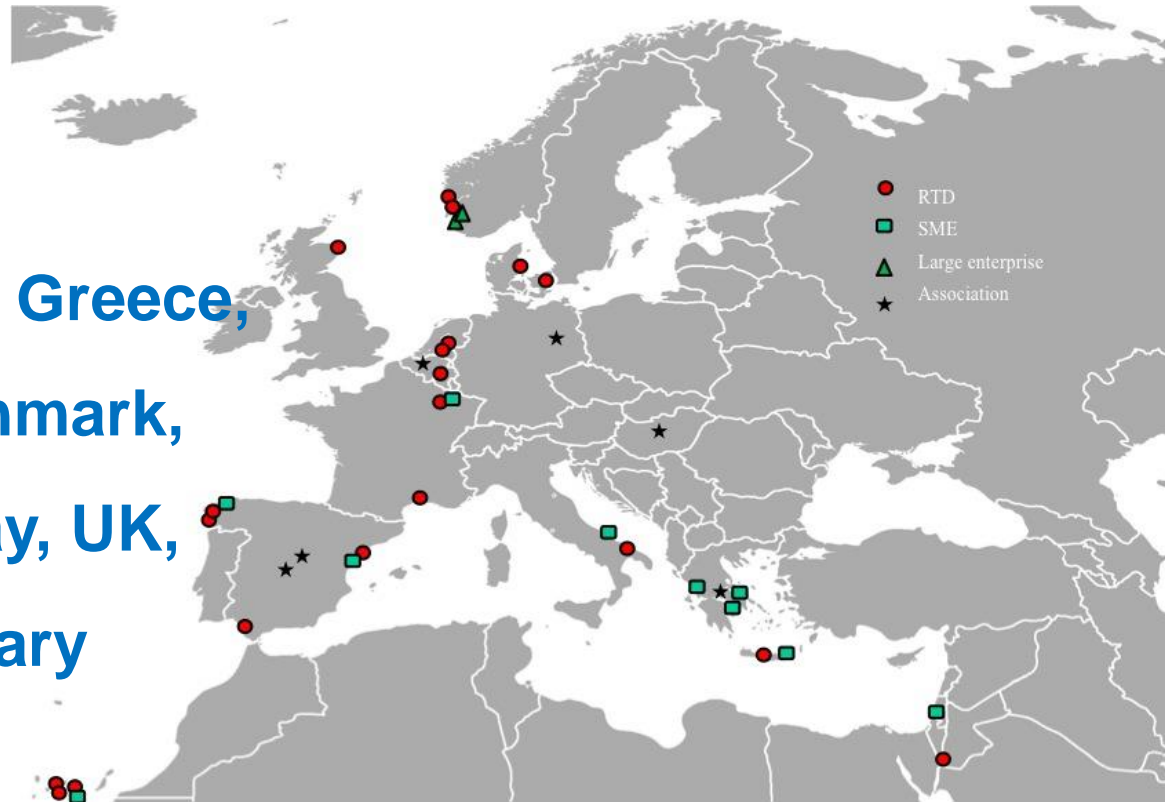 Greece,
nmark,
y, UK,
ary
RTD
SME
Large enterprise
Association